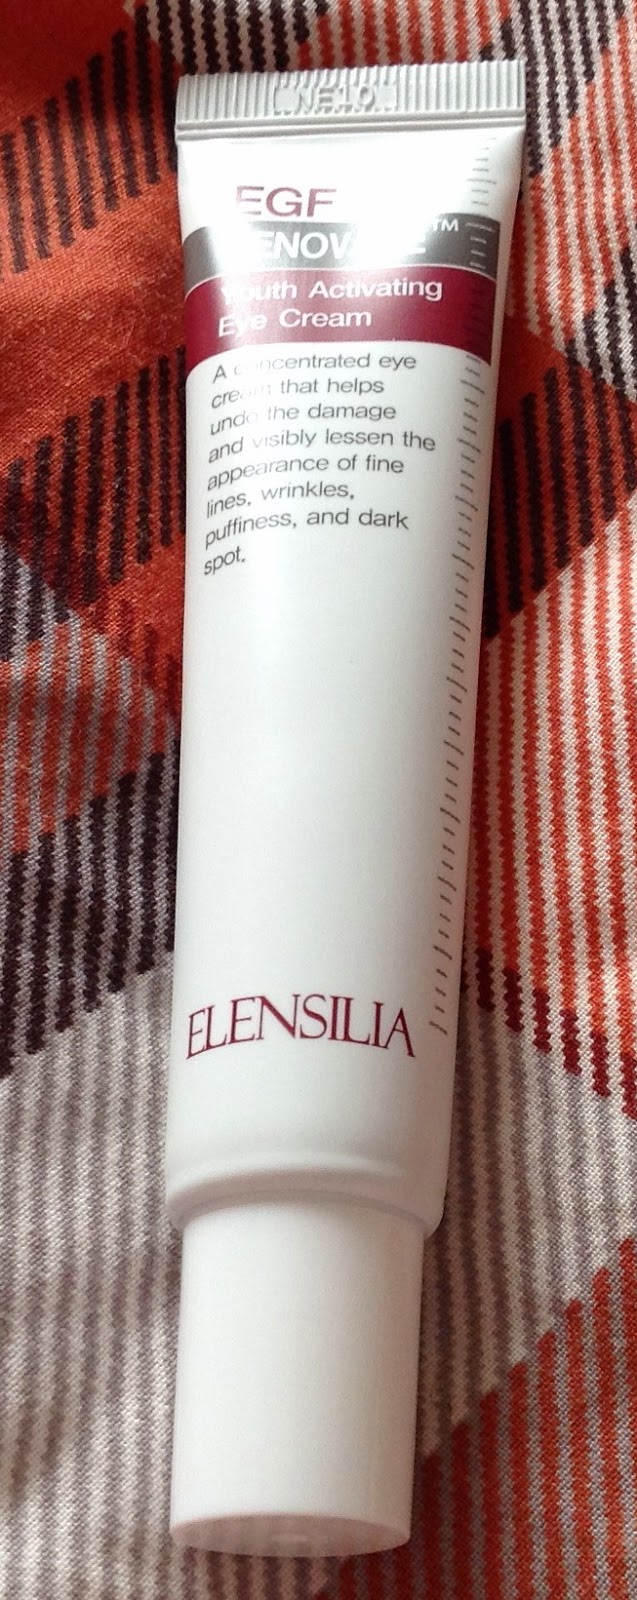 NE10
EGF
Youth Activating
Eye Cream
A concentrated eye
cream that helps
undo the damage
and visibly lessen the
appearance of fine
lines, wrinkles,
puffiness, and dark
spot.
ELENSILIA